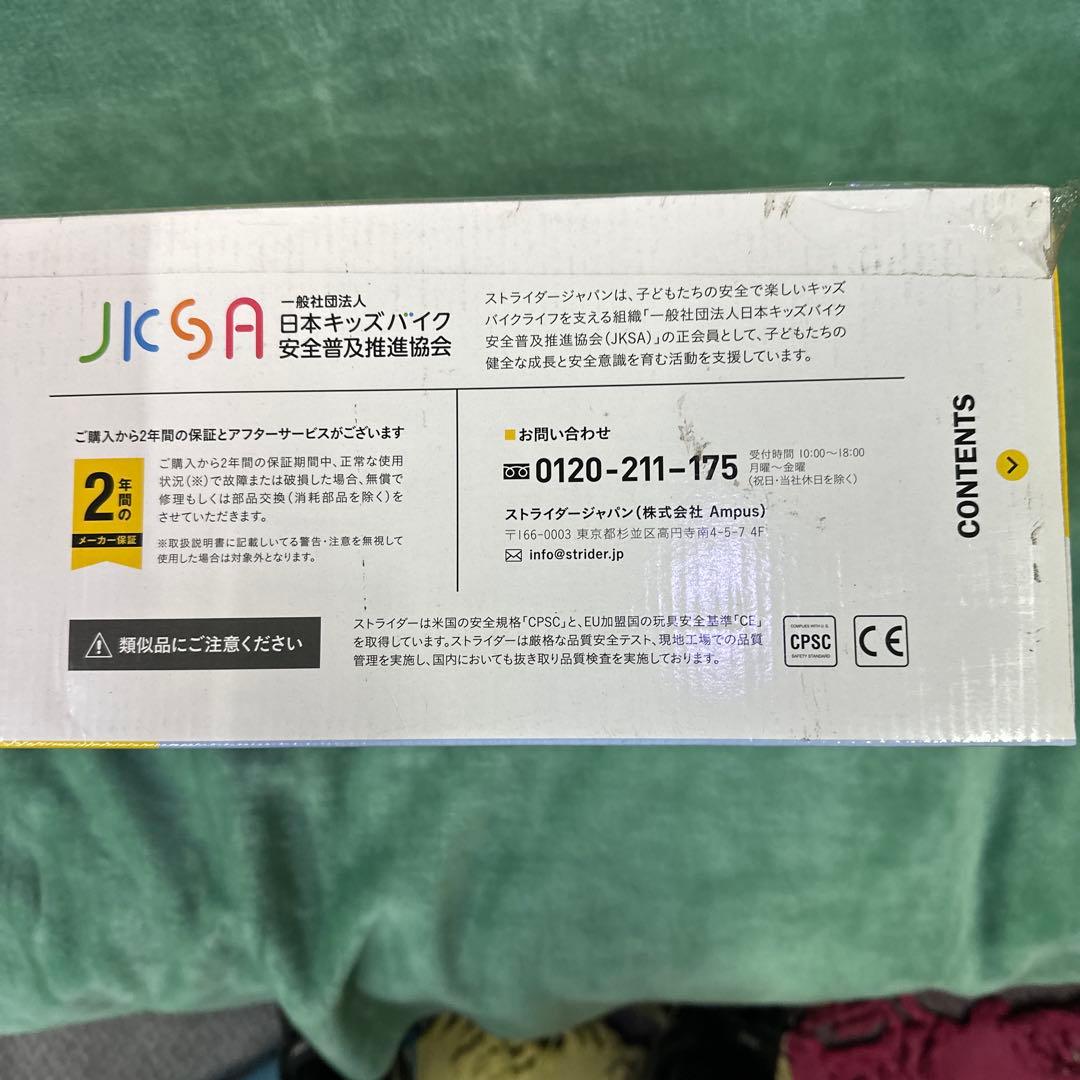 JKSA
一般社団法人
日本キッズバイク
安全普及推進協会
ストライダージャパンは、子どもたちの安全で楽しいキッズ
バイクライフを支える組織「一般社団法人日本キッズバイク
安全普及推進協会(JKSA)」の正会員として、子どもたちの
健全な成長と安全意識を育む活動を支援しています。
ご購入から2年間の保証とアフターサービスがございます
2年間の
メーカー保証
ご購入から2年間の保証期間中、正常な使用
状況(※)で故障または破損した場合、無償で
修理もしくは部品交換(消耗部品を除く)を
させていただきます。
※取扱説明書に記載しいてる警告・注意を無視して
使用した場合は対象外となります。
お問い合わせ
0120-211-175
受付時間 10:00〜18:00
月曜〜金曜
(祝日・当社休日を除く)
ストライダージャパン(株式会社 Ampus)
〒166-0003 東京都杉並区高円寺南4-5-7 4F
info@strider.jp
CONTENTS
類似品にご注意ください
ストライダーは米国の安全規格「CPSC」と、EU加盟国の玩具安全基準「CE」
を取得しています。ストライダーは厳格な品質安全テスト、現地工場での品質
管理を実施し、国内においても抜き取り品質検査を実施しております。
COMPLIES WITH U.S.
CPSC
SAFETY STANDARD
CE